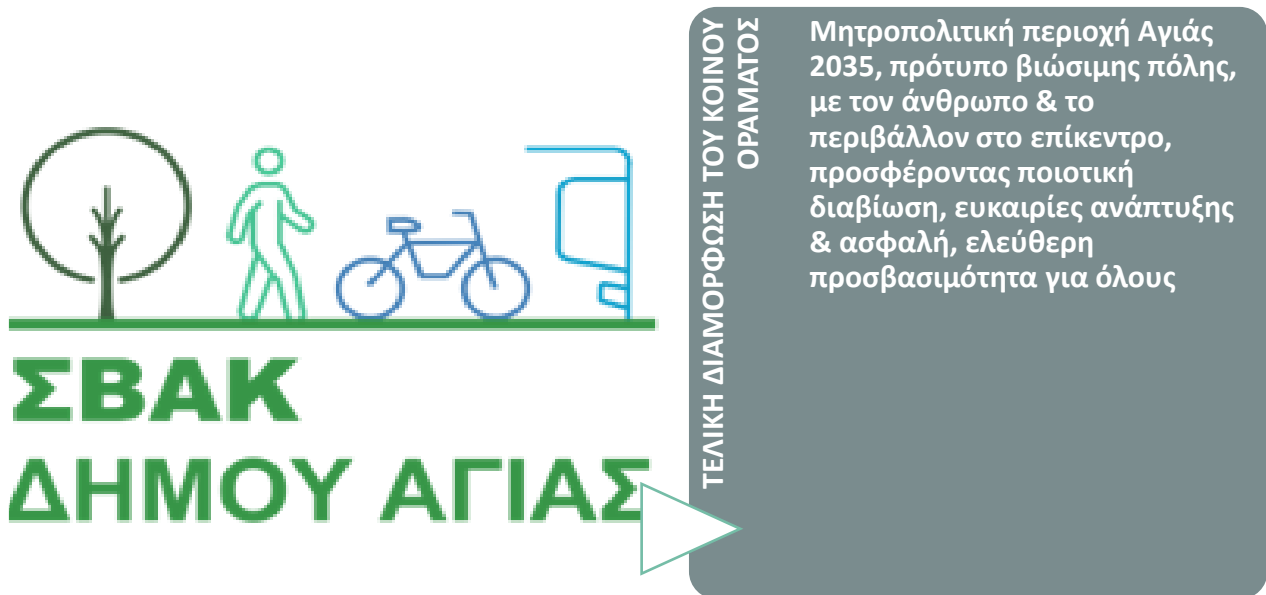 ΣΒΑΚ
ΔΗΜΟΥ ΑΓΙΑΣ
ΤΕΛΙΚΗ ΔΙΑΜΟΡΦΩΣΗ ΤΟΥ ΚΟΙΝΟΥ
ΟΡΑΜΑΤΟΣ
Μητροπολιτική περιοχή Αγιάς
2035, πρότυπο βιώσιμης πόλης,
με τον άνθρωπο & το
περιβάλλον στο επίκεντρο,
προσφέροντας ποιοτική
διαβίωση, ευκαιρίες ανάπτυξης
& ασφαλή, ελεύθερη
προσβασιμότητα για όλους